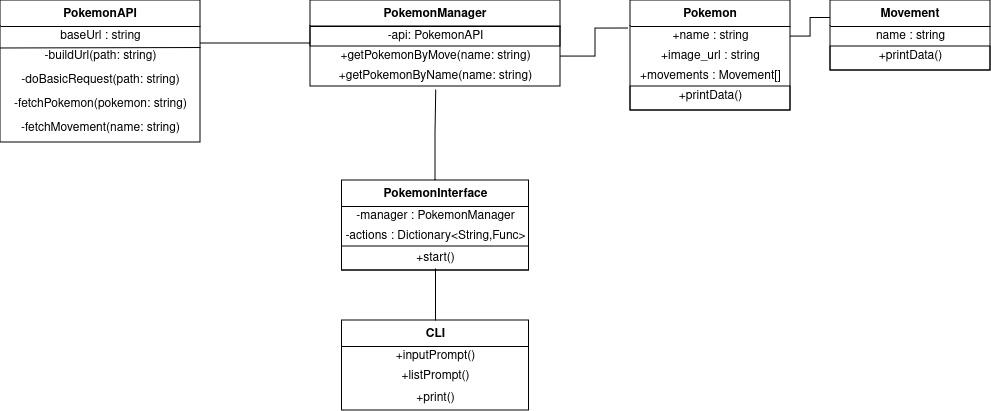 PokemonAPI
baseUrl : string
-buildUrl(path: string)
-doBasicRequest(path: string)
-fetchPokemon(pokemon: string)
-fetchMovement(name: string)
PokemonManager
-api: PokemonAPI
+getPokemonByMove(name: string)
+getPokemonByName(name: string)
Pokemon
+name : string
+image_url : string
+movements : Movement[]
+printData()
Movement
name : string
+printData()
PokemonInterface
-manager : PokemonManager
-actions : Dictionary<String,Func>
+start()
CLI
+inputPrompt()
+listPrompt()
+print()